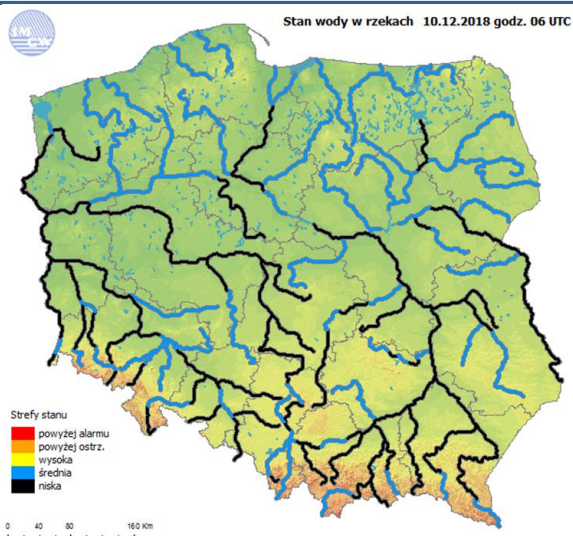 Stan wody w rzekach 10.12.2018 godz. 06 UTC
Strefy stanu
powyżej alarmu
powyżej ostrz.
wysoka
średnia
niska
0 40 80 160 Km